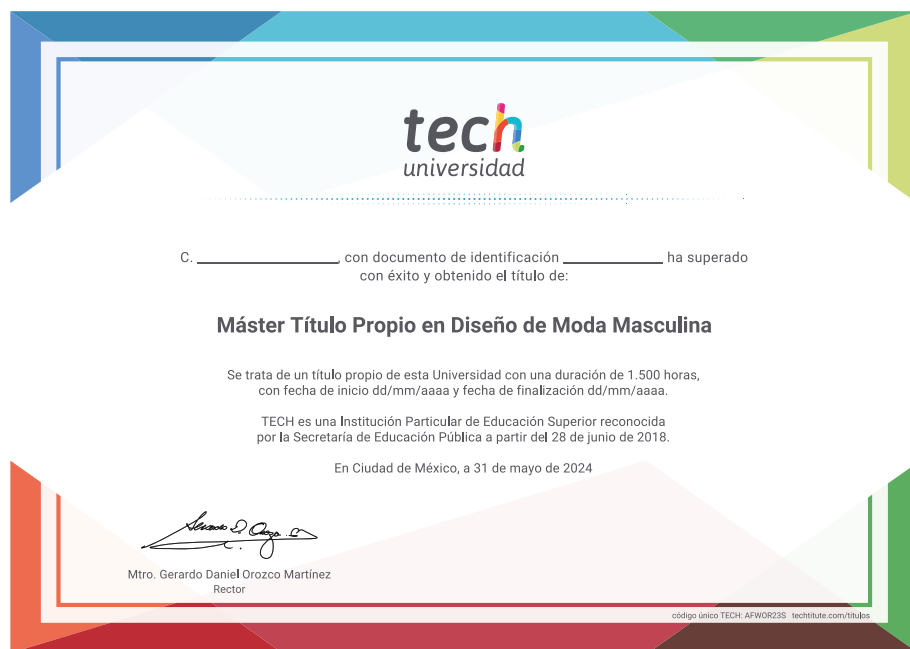 tech
universidad
C. ____________, con documento de identificación ____________ ha superado
con éxito y obtenido el título de:
Máster Título Propio en Diseño de Moda Masculina
Se trata de un título propio de esta Universidad con una duración de 1.500 horas,
con fecha de inicio dd/mm/aaaa y fecha de finalización dd/mm/aaaa.
TECH es una Institución Particular de Educación Superior reconocida
por la Secretaría de Educación Pública a partir del 28 de junio de 2018.
En Ciudad de México, a 31 de mayo de 2024
Mtro. Gerardo Daniel Orozco Martínez
Rector
código único TECH: AFWOR23S techtitute.com/titulos